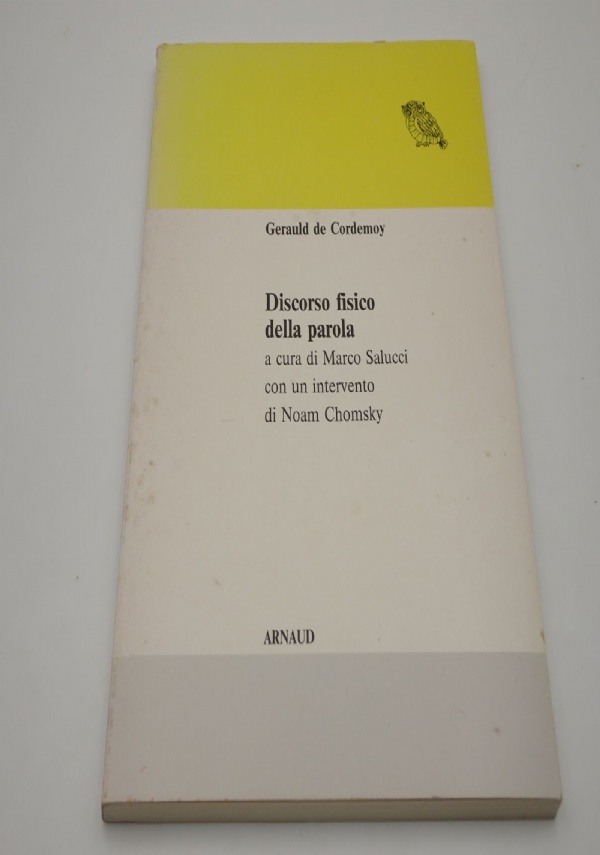 Gerauld de Cordemoy
Discorso fisico
della parola
a cura di Marco Salucci
con un intervento
di Noam Chomsky
ARNAUD